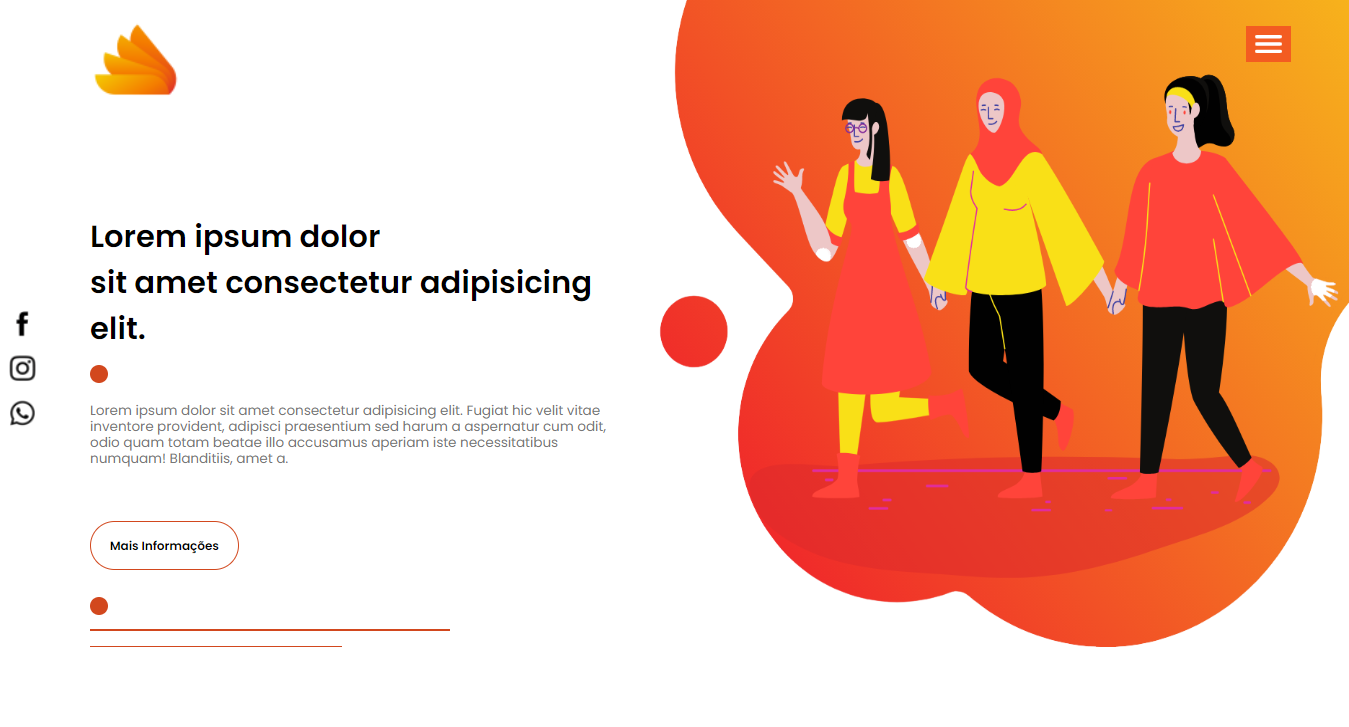 Lorem ipsum dolor
sit amet consectetur adipisicing
elit.
Lorem ipsum dolor sit amet consectetur adipisicing elit. Fugiat hic velit vitae
inventore provident, adipisci praesentium sed harum a aspernatur cum odit,
odio quam totam beatae illo accusamus aperiam iste necessitatibus
numquam! Blanditiis, amet a.
Mais Informações